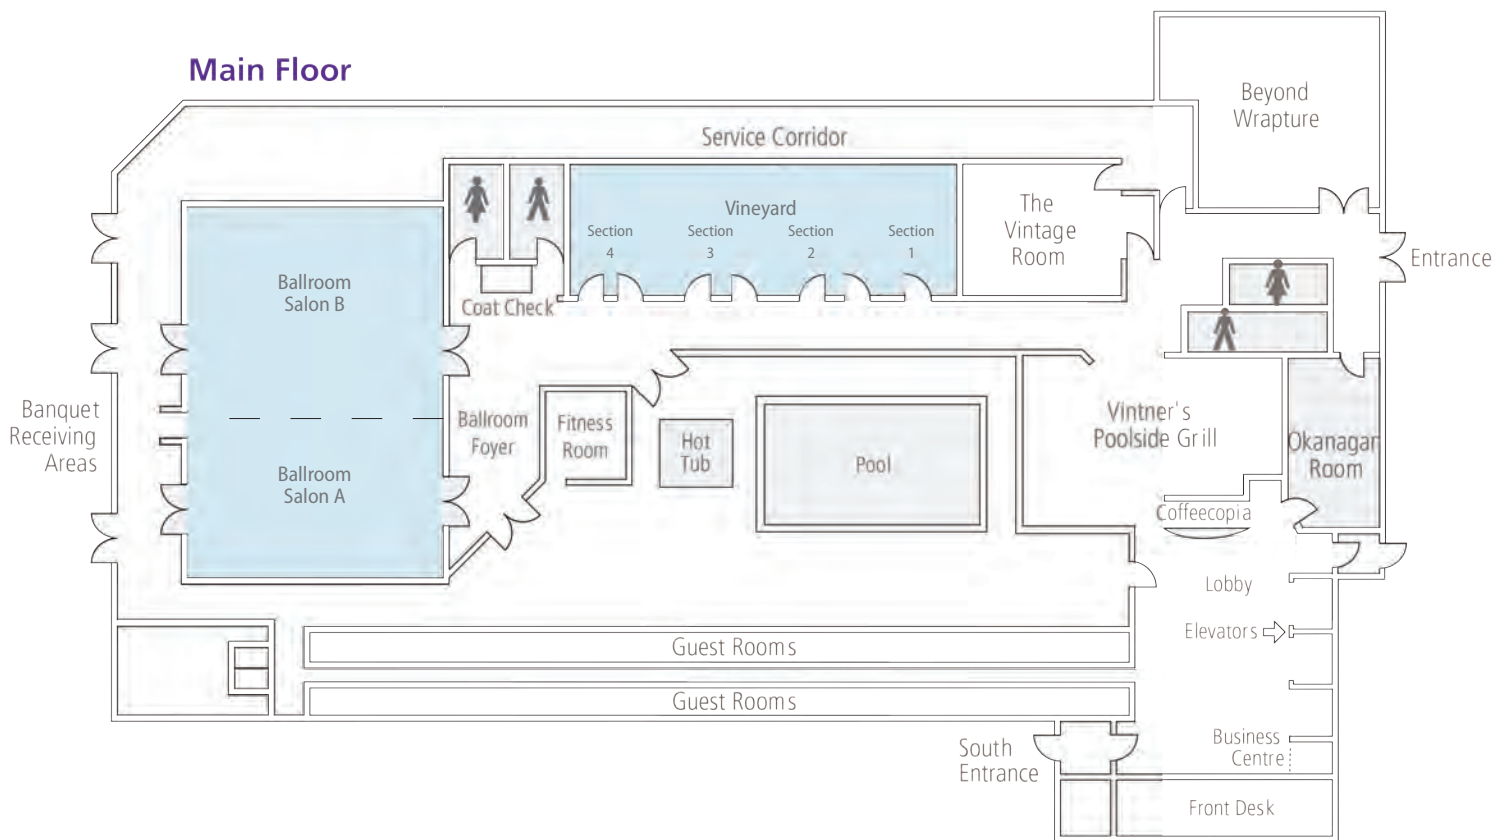 Main Floor
Beyond
Wrapture
Service Corridor
Vineyard
Section
4
Section
3
Section
2
Section
1
The
Vintage
Room
Entrance
Ballroom
Salon B
Coat Check
Banquet
Receiving
Areas
Ballroom
Salon A
Ballroom
Foyer
Fitness
Room
Hot
Tub
Pool
Vintner's
Poolside Grill
Okanagan
Room
Coffeecopia
Lobby
Elevators
Guest Rooms
Guest Rooms
South
Entrance
Business
Centre
Front Desk